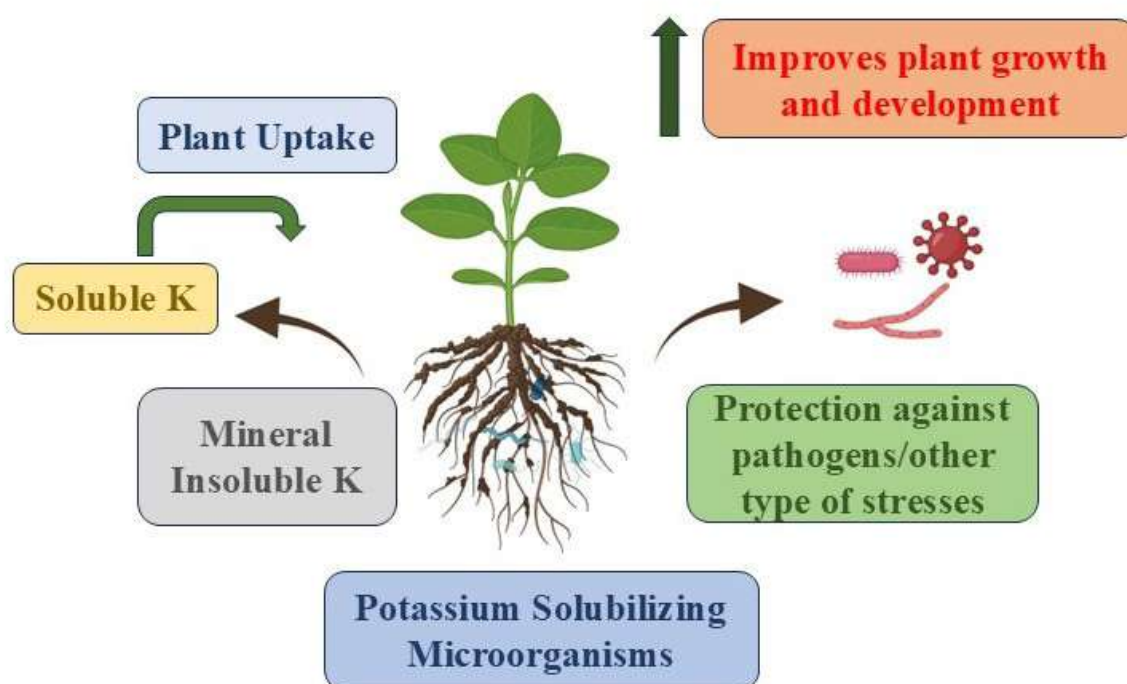 Improves plant growth
and development
Plant Uptake
Soluble K
Mineral
Insoluble K
Protection against
pathogens/other
type of stresses
Potassium Solubilizing
Microorganisms